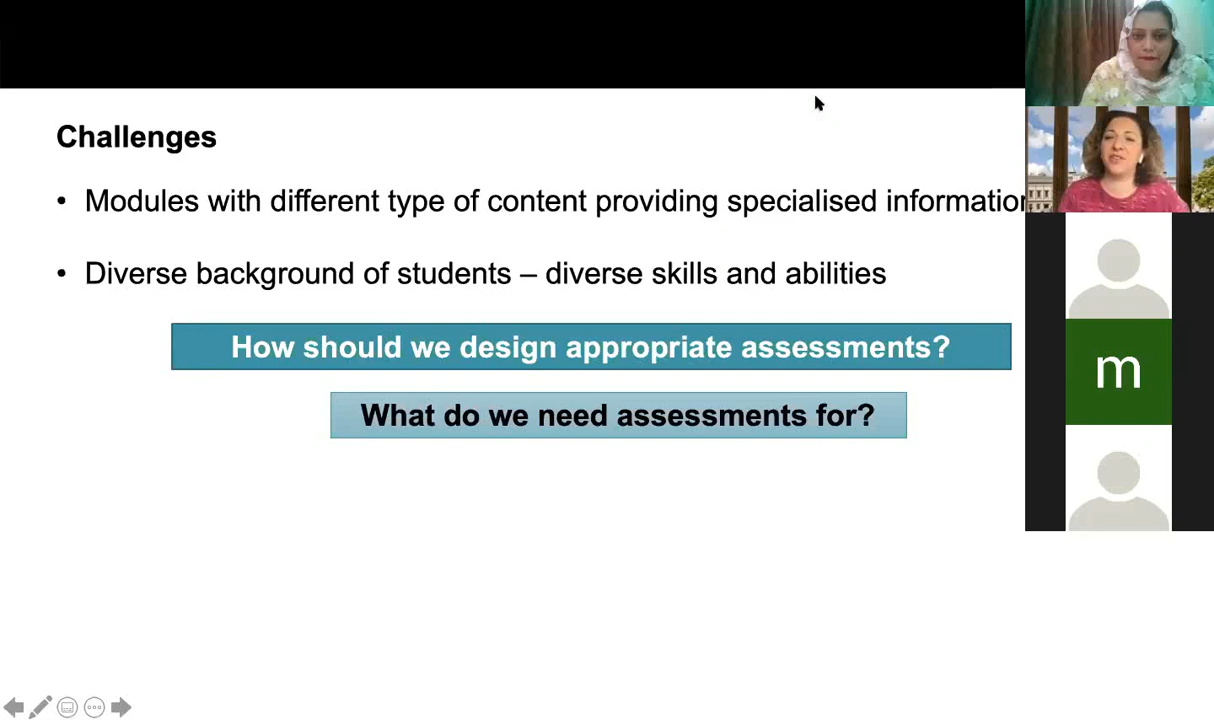 Challenges
• Modules with different type of content providing specialised information
• Diverse background of students – diverse skills and abilities
How should we design appropriate assessments?
What do we need assessments for?
m